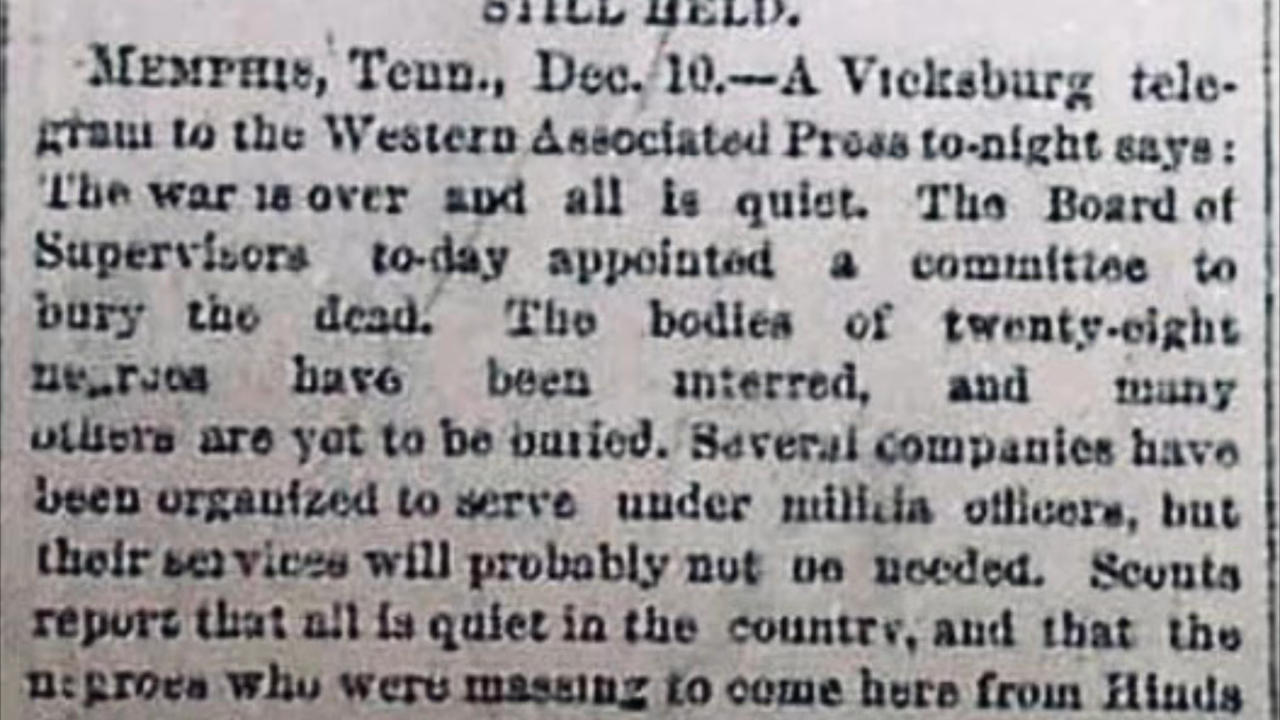 STILL HELD.
MEMPHIS, Tenn., Dec. 10.—A Vicksburg tele-
gram to the Western Associated Press to-night says:
The war is over and all is quiet. The Board of
Supervisors to-day appointed a committee to
bury the dead. The bodies of twenty-eight
negroes have been interred, and many
others are yet to be buried. Several companies have
been organized to serve under militia officers, but
their services will probably not be needed. Scouts
report that all is quiet in the country, and that the
negroes who were massing to come here from Hinds